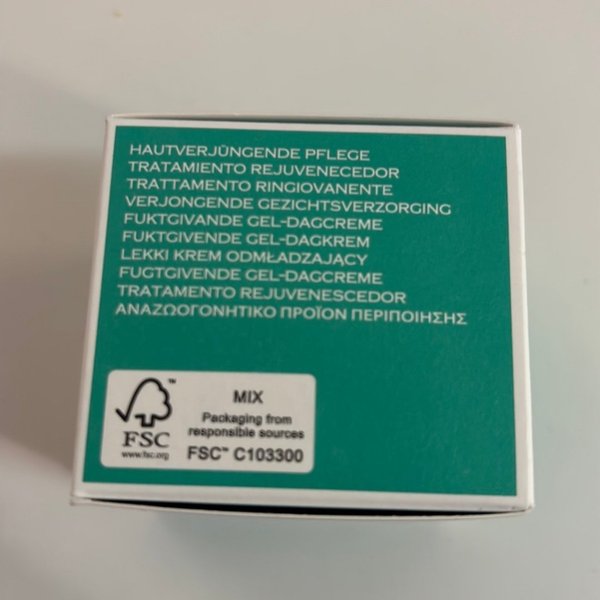 HAUTVERJÜNGENDE PFLEGE
TRATAMIENTO REJUVENECEDOR
TRATTAMENTO RINGIOVANENTE
VERJONGENDE GEZICHTSVERZORGING
FUKTGIVANDE GEL-DAGCREME
FUKTGIVENDE GEL-DAGKREM
LEKKI KREM ODMŁADZAJĄCY
FUGTGIVENDE GEL-DAGCREME
TRATAMENTO REJUVENESCEDOR
ΑΝΑΖΩΟΓΟΝΗΤΙΚΟ ΠΡΟΪΟΝ ΠΕΡΙΠΟΙΗΣΗΣ
FSC
www.fsc.org
MIX
Packaging from
responsible sources
FSC™ C103300